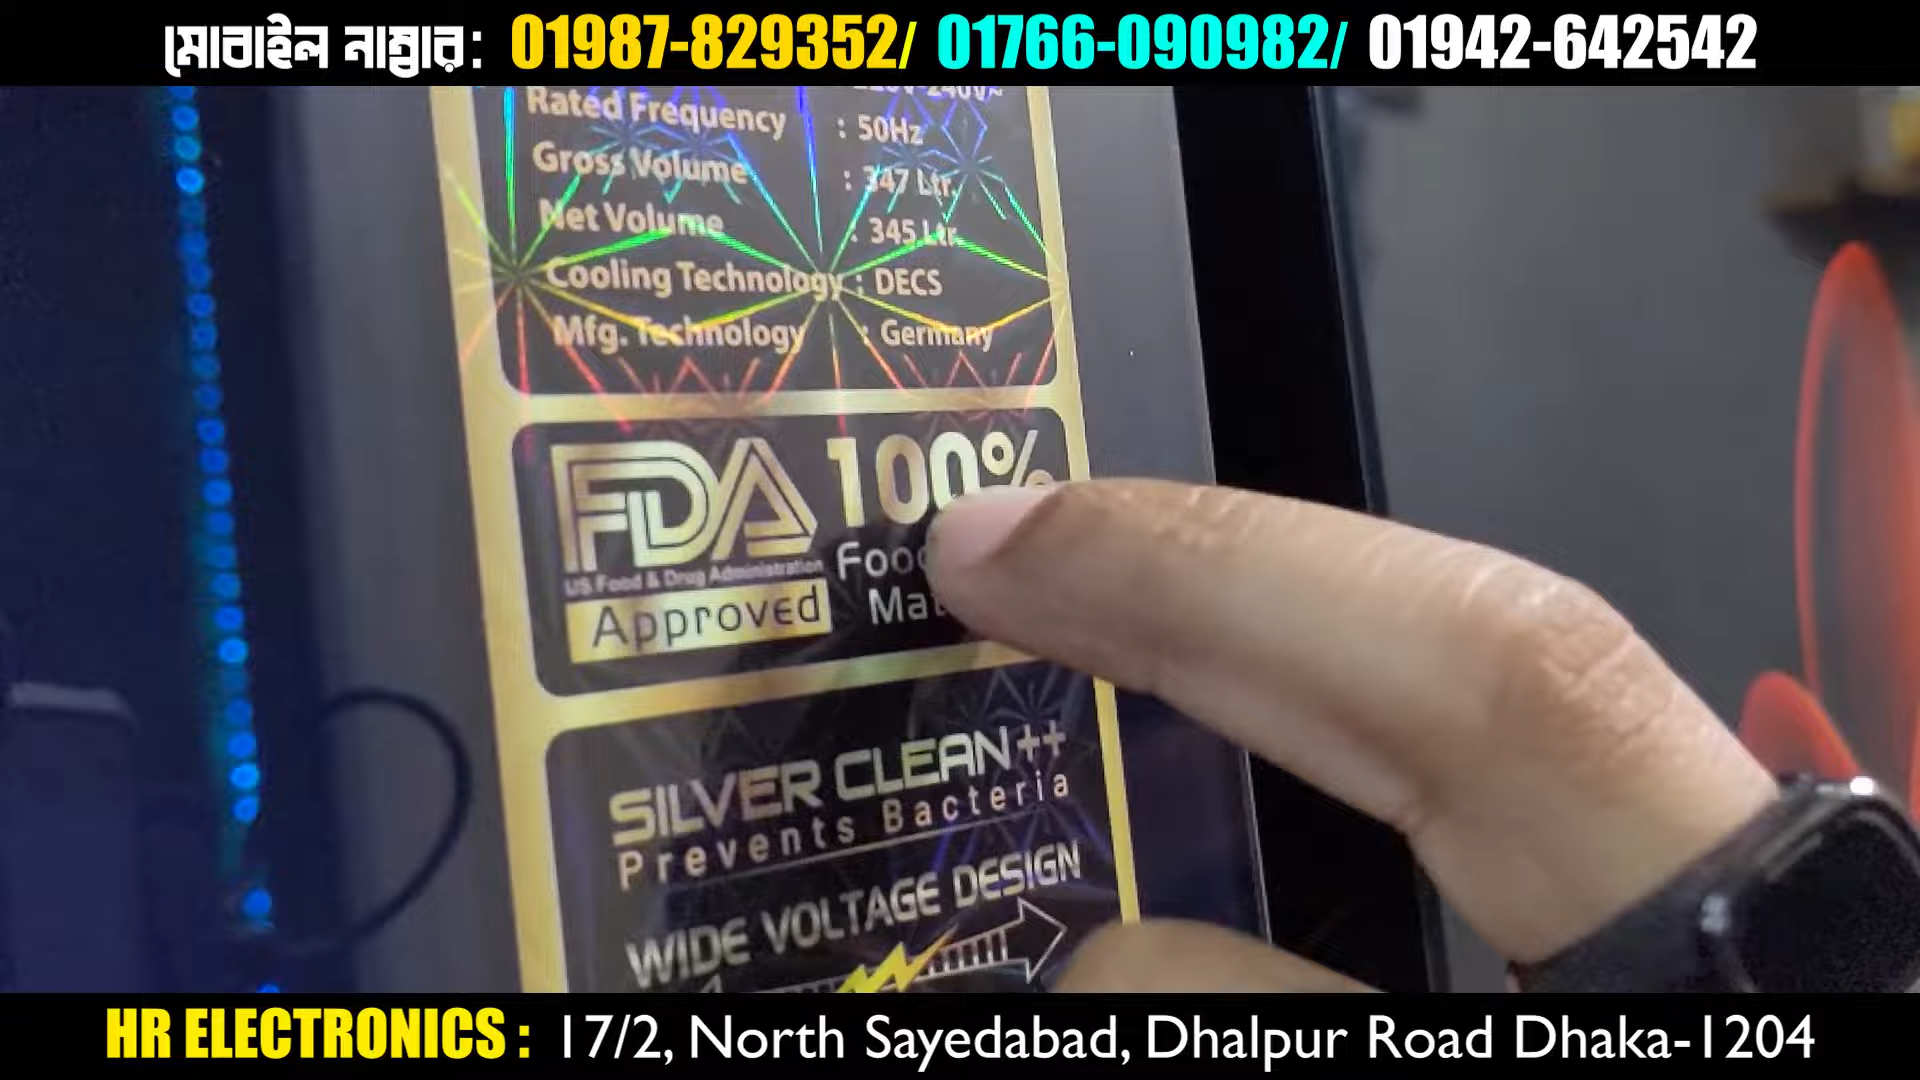 মোবাইল নাম্বার: 01987-829352/ 01766-090982/ 01942-642542
Rated Frequency : 50Hz
Gross Volume : 347 Ltr.
Net Volume : 345 Ltr.
Cooling Technology : DECS
Mfg. Technology : Germany
FDA 100%
US Food & Drug Administration
Approved
SILVER CLEAN++
Prevents Bacteria
WIDE VOLTAGE DESIGN
HR ELECTRONICS : 17/2, North Sayedabad, Dhalpur Road Dhaka-1204